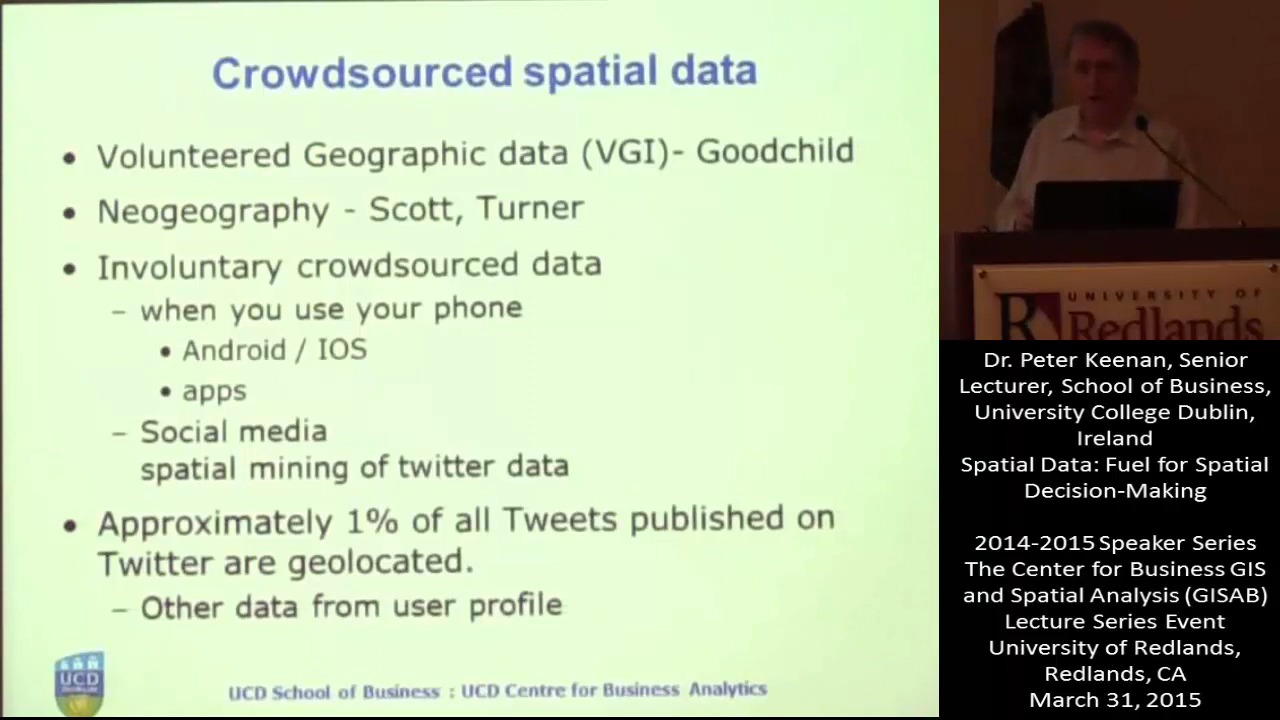 Crowdsourced spatial data
• Volunteered Geographic data (VGI)- Goodchild
• Neogeography - Scott, Turner
• Involuntary crowdsourced data
– when you use your phone
• Android / IOS
• apps
– Social media
spatial mining of twitter data
• Approximately 1% of all Tweets published on
Twitter are geolocated.
– Other data from user profile
UCD
UCD School of Business : UCD Centre for Business Analytics
UNIVERSITY OF
R Redlands
Dr. Peter Keenan, Senior
Lecturer, School of Business,
University College Dublin,
Ireland
Spatial Data: Fuel for Spatial
Decision-Making
2014-2015 Speaker Series
The Center for Business GIS
and Spatial Analysis (GISAB)
Lecture Series Event
University of Redlands,
Redlands, CA
March 31, 2015